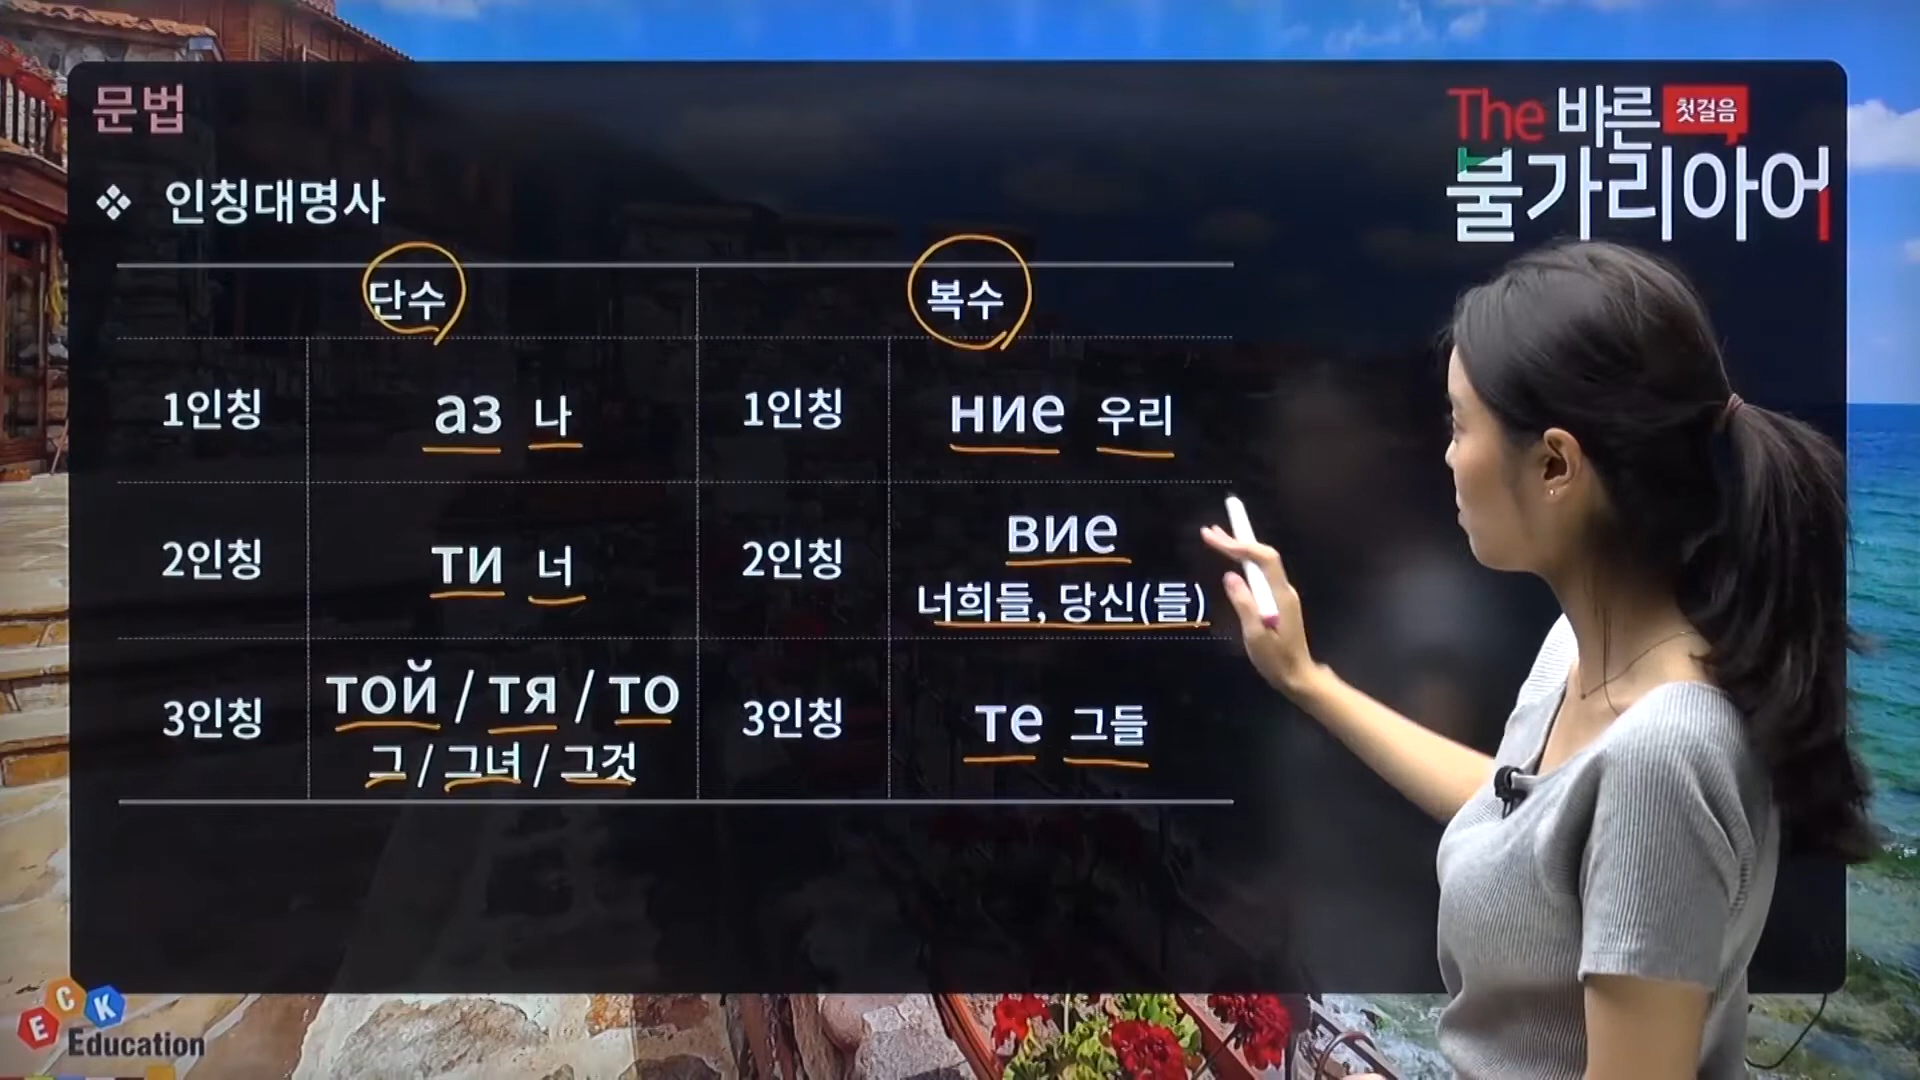 문법
The 바른 첫걸음
불가리아어
❖ 인칭대명사
단수 복수
1인칭 аз 나 1인칭 ние 우리
2인칭 ти 너 2인칭 вие
너희들, 당신(들)
3인칭 той / тя / то 3인칭 те 그들
그 / 그녀 / 그것
ECK
Education